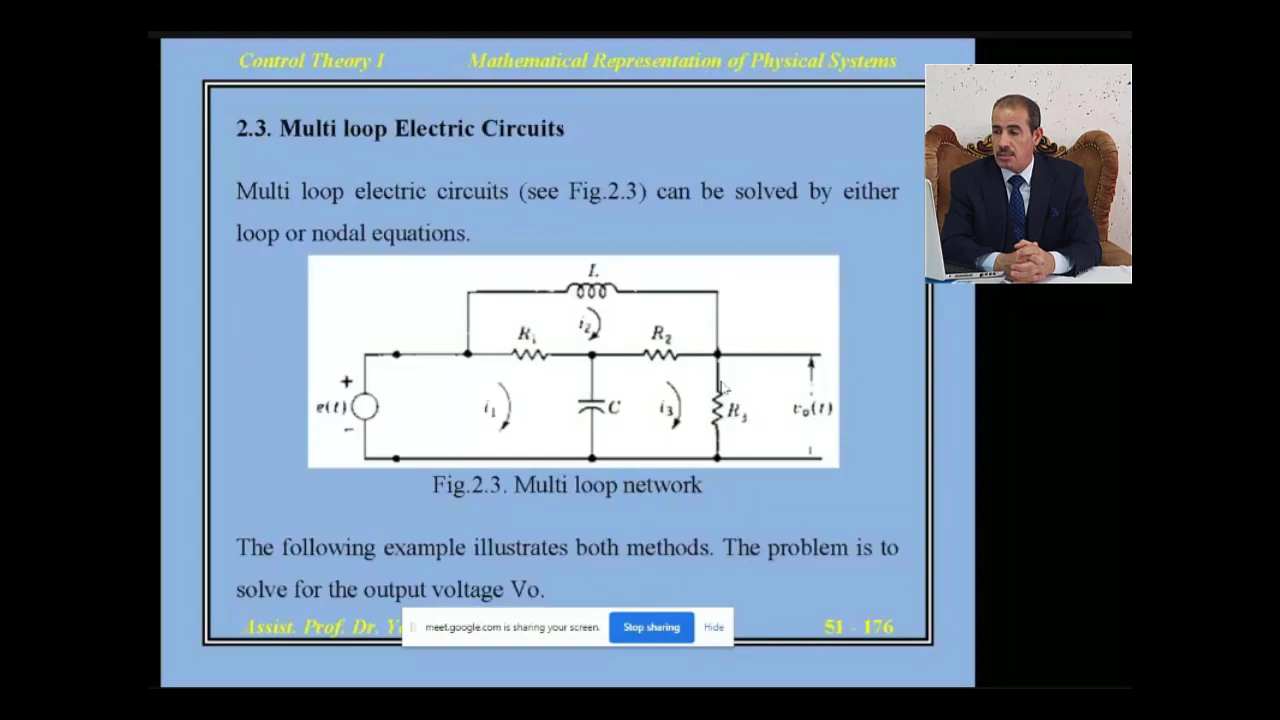 Control Theory I
Mathematical Representation of Physical Systems
2.3. Multi loop Electric Circuits
Multi loop electric circuits (see Fig.2.3) can be solved by either
loop or nodal equations.
L
i₂
R₁
R₂
+
e(t)
−
i₁
C
i₃
R₃
v₀(t)
Fig.2.3. Multi loop network
The following example illustrates both methods. The problem is to
solve for the output voltage Vo.
Assist. Prof. Dr.
51 - 176
meet.google.com is sharing your screen.
Stop sharing
Hide